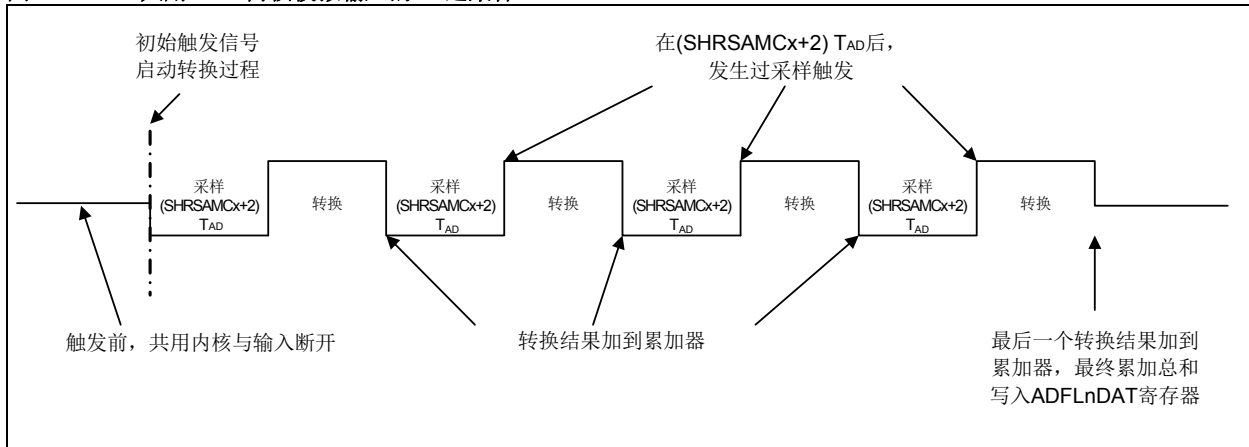 初始触发信号
启动转换过程
在(SHRSAMCx+2) TAD后,
发生过采样触发
采样
(SHRSAMCx+2)
TAD
转换
采样
(SHRSAMCx+2)
TAD
转换
采样
(SHRSAMCx+2)
TAD
转换
采样
(SHRSAMCx+2)
TAD
转换
触发前，共用内核与输入断开
转换结果加到累加器
最后一个转换结果加到
累加器，最终累加总和
写入ADFLnDAT寄存器